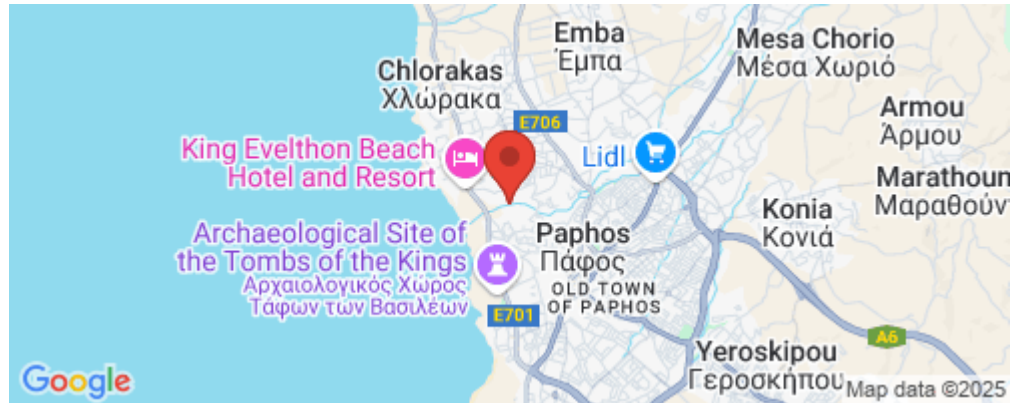 Emba
Έμπα
Mesa Chorio
Μέσα Χωριό
Chlorakas
Χλώρακα
Armou
Άρμου
E706
King Evelthon Beach
Hotel and Resort
Lidl
Marathoun
Μαραθούντ
Konia
Κονιά
Archaeological Site of
the Tombs of the Kings
Αρχαιολογικός Χώρος
Τάφων των Βασιλέων
Paphos
Πάφος
OLD TOWN
OF PAPHOS
E701
A6
Yeroskipou
Γεροσκήπου
Google
Map data ©2025